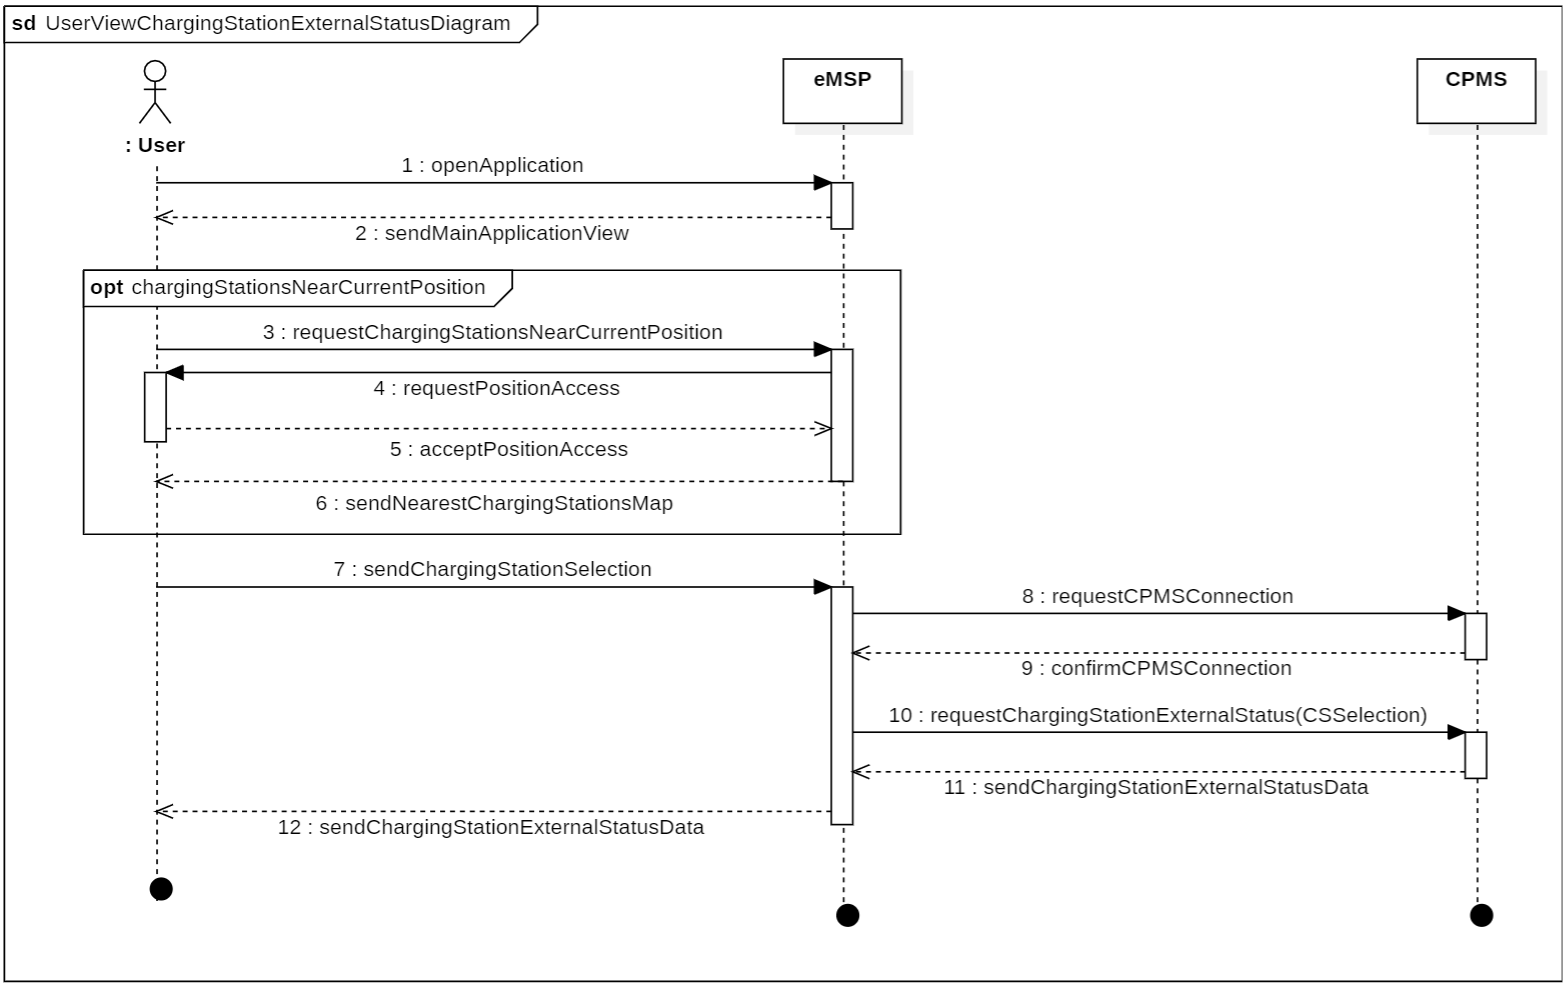 sd UserViewChargingStationExternalStatusDiagram
eMSP
CPMS
: User
1 : openApplication
2 : sendMainApplicationView
opt chargingStationsNearCurrentPosition
3 : requestChargingStationsNearCurrentPosition
4 : requestPositionAccess
5 : acceptPositionAccess
6 : sendNearestChargingStationsMap
7 : sendChargingStationSelection
8 : requestCPMSConnection
9 : confirmCPMSConnection
10 : requestChargingStationExternalStatus(CSSelection)
11 : sendChargingStationExternalStatusData
12 : sendChargingStationExternalStatusData